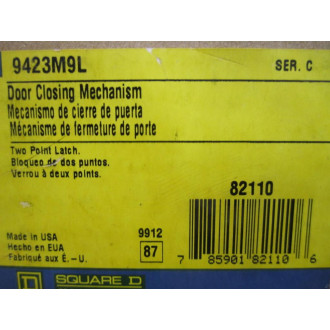 9423M9L SER. C
Door Closing Mechanism
Mecanismo de cierre de puerta
Mécanisme de fermeture de porte
Two Point Latch.
Bloqueo de dos puntos.
Verrou à deux points.
82110
Made in USA 9912
Hecho en EUA 87
Fabriqué aux É.-U.
7 85901 82110 6
D SQUARE D